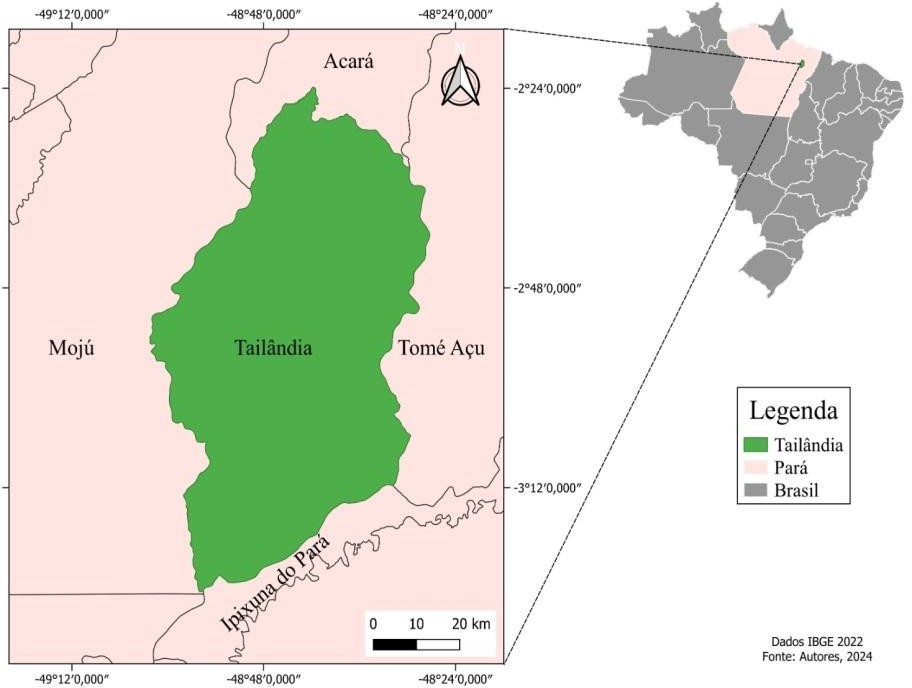 -49°12'0,000" -48°48'0,000" -48°24'0,000"
N
Acará
-2°24'0,000"
-2°48'0,000"
Mojú Tailândia Tomé Açu
Legenda
Tailândia
Pará
Brasil
-3°12'0,000"
Ipixuna do Pará
0 10 20 km
Dados IBGE 2022
Fonte: Autores, 2024
-49°12'0,000" -48°48'0,000" -48°24'0,000"